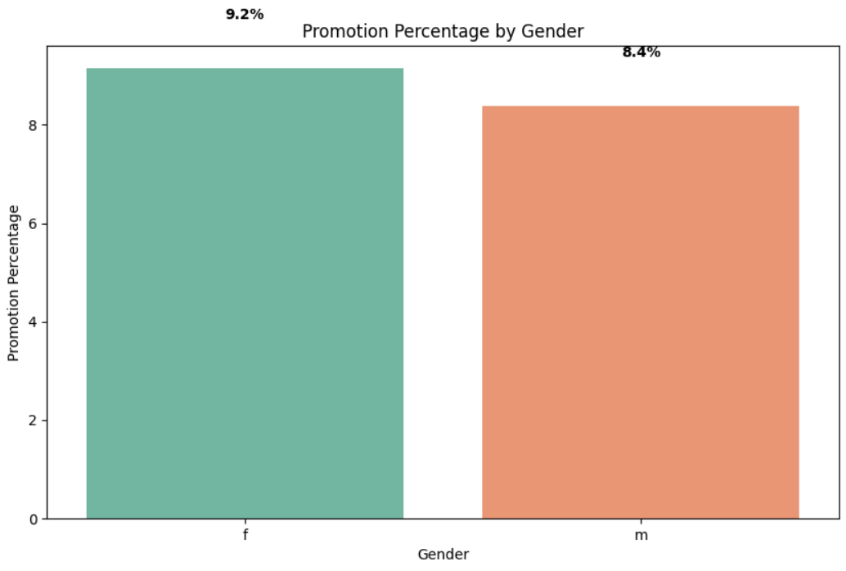 9.2%
Promotion Percentage by Gender
8.4%
8
6
4
2
0
Promotion Percentage
f
m
Gender